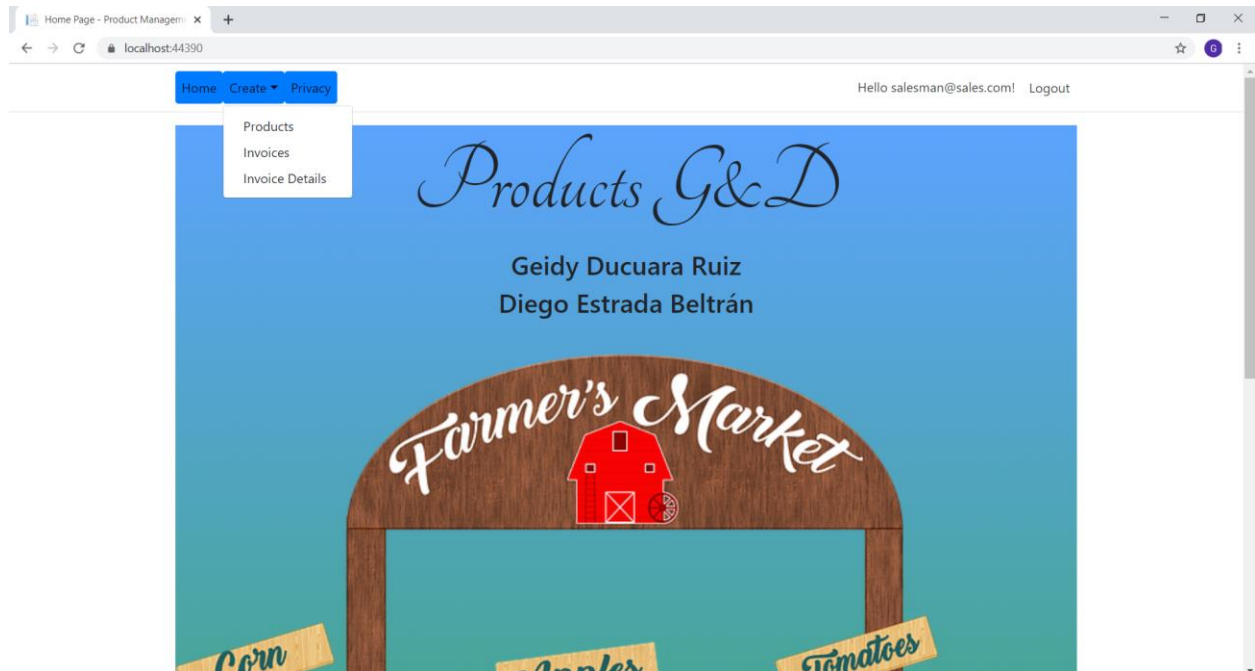 Home Page - Product Managem
localhost:44390
G
Home Create Privacy
Hello salesman@sales.com! Logout
Products
Invoices
Invoice Details
Products G&D
Geidy Ducuara Ruiz
Diego Estrada Beltrán
Farmer's Market
Corn
Apples
Tomatoes